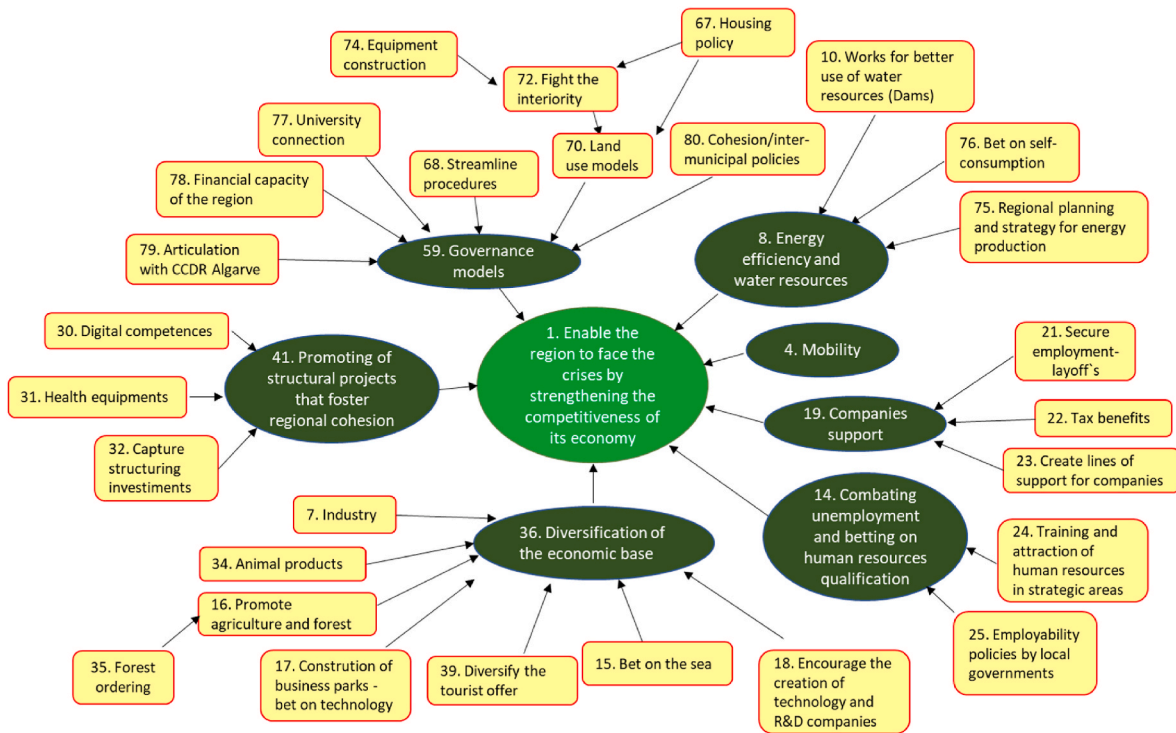 74. Equipment
construction
67. Housing
policy
72. Fight the
interiority
10. Works for better
use of water
resources (Dams)
77. University
connection
68. Streamline
procedures
70. Land
use models
80. Cohesion/inter-
municipal policies
76. Bet on self-
consumption
78. Financial capacity
of the region
75. Regional planning
and strategy for energy
production
79. Articulation
with CCDR Algarve
59. Governance
models
8. Energy
efficiency and
water resources
30. Digital competences
41. Promoting of
structural projects
that foster
regional cohesion
1. Enable the
region to face the
crises by
strengthening the
competitiveness of
its economy
4. Mobility
21. Secure
employment-
layoff`s
31. Health equipments
19. Companies
support
22. Tax benefits
32. Capture
structuring
investiments
23. Create lines of
support for companies
7. Industry
36. Diversification of
the economic base
14. Combating
unemployment
and betting on
human resources
qualification
34. Animal products
24. Training and
attraction of
human resources
in strategic areas
16. Promote
agriculture and forest
35. Forest
ordering
17. Constrution of
business parks -
bet on technology
39. Diversify the
tourist offer
15. Bet on the sea
18. Encourage the
creation of
technology and
R&D companies
25. Employability
policies by local
governments